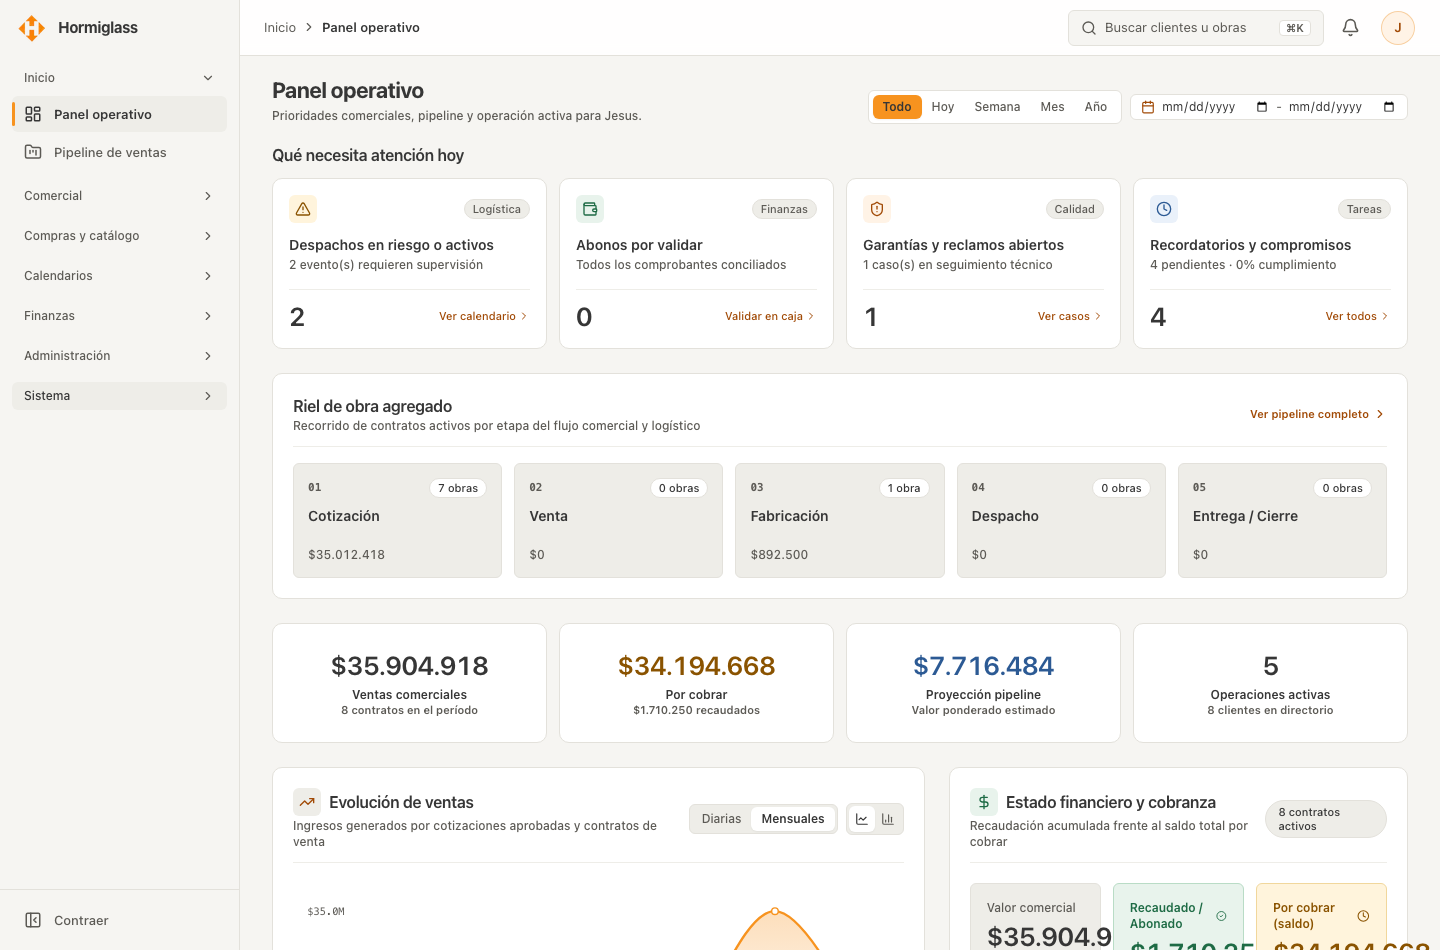 Hormiglass
Inicio
Panel operativo
Pipeline de ventas
Comercial
Compras y catálogo
Calendarios
Finanzas
Administración
Sistema
Contraer
Inicio > Panel operativo
Buscar clientes u obras ⌘K
J
Panel operativo
Prioridades comerciales, pipeline y operación activa para Jesus.
Todo Hoy Semana Mes Año
mm/dd/yyyy - mm/dd/yyyy
Qué necesita atención hoy
Logística
Despachos en riesgo o activos
2 evento(s) requieren supervisión
2 Ver calendario
Finanzas
Abonos por validar
Todos los comprobantes conciliados
0 Validar en caja
Calidad
Garantías y reclamos abiertos
1 caso(s) en seguimiento técnico
1 Ver casos
Tareas
Recordatorios y compromisos
4 pendientes · 0% cumplimiento
4 Ver todos
Riel de obra agregado
Recorrido de contratos activos por etapa del flujo comercial y logístico
Ver pipeline completo
01 7 obras
Cotización
$35.012.418
02 0 obras
Venta
$0
03 1 obra
Fabricación
$892.500
04 0 obras
Despacho
$0
05 0 obras
Entrega / Cierre
$0
$35.904.918
Ventas comerciales
8 contratos en el período
$34.194.668
Por cobrar
$1.710.250 recaudados
$7.716.484
Proyección pipeline
Valor ponderado estimado
5
Operaciones activas
8 clientes en directorio
Evolución de ventas
Ingresos generados por cotizaciones aprobadas y contratos de
venta
Diarias Mensuales
$35.0M
Estado financiero y cobranza
Recaudación acumulada frente al saldo total por
cobrar
8 contratos
activos
Valor comercial
$35.904.9
Recaudado /
Abonado
$1.710.25
Por cobrar
(saldo)
$34.194.668